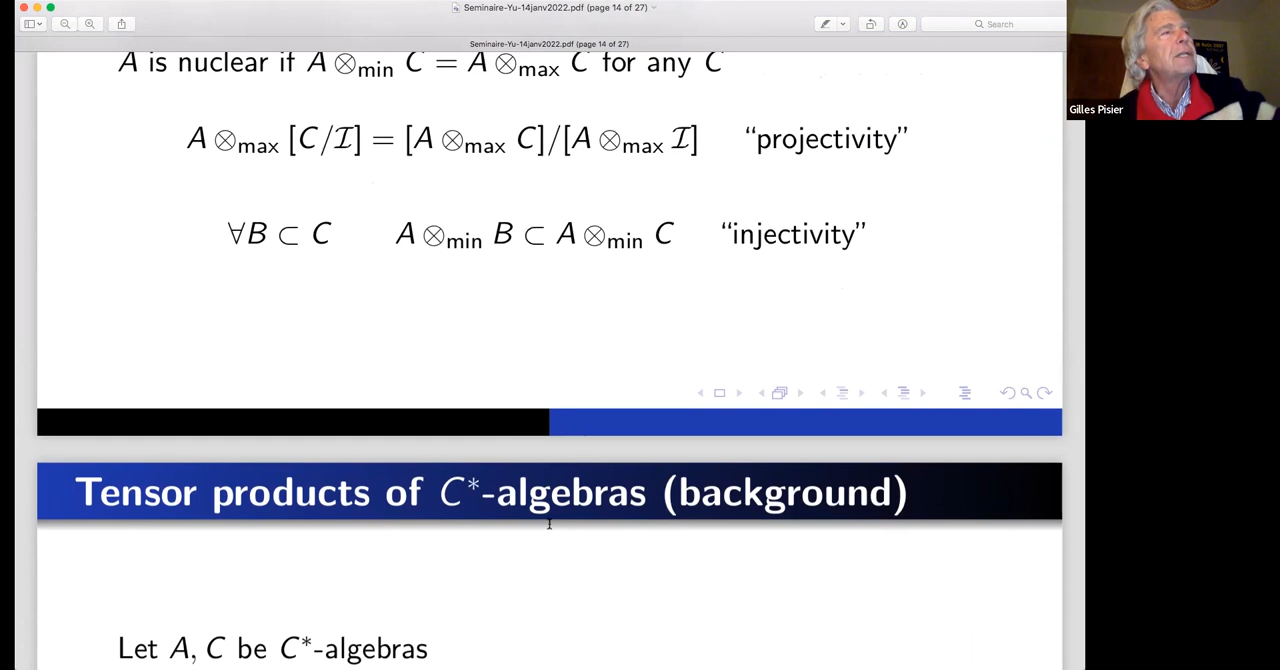 Seminaire-Yu-14janv2022.pdf (page 14 of 27)
Search
Seminaire-Yu-14janv2022.pdf (page 14 of 27)
A is nuclear if A ⊗min C = A ⊗max C for any C
A ⊗max [C/ℐ] = [A ⊗max C]/[A ⊗max ℐ] “projectivity”
∀B ⊂ C A ⊗min B ⊂ A ⊗min C “injectivity”
Tensor products of C*-algebras (background)
Let A, C be C*-algebras
Gilles Pisier